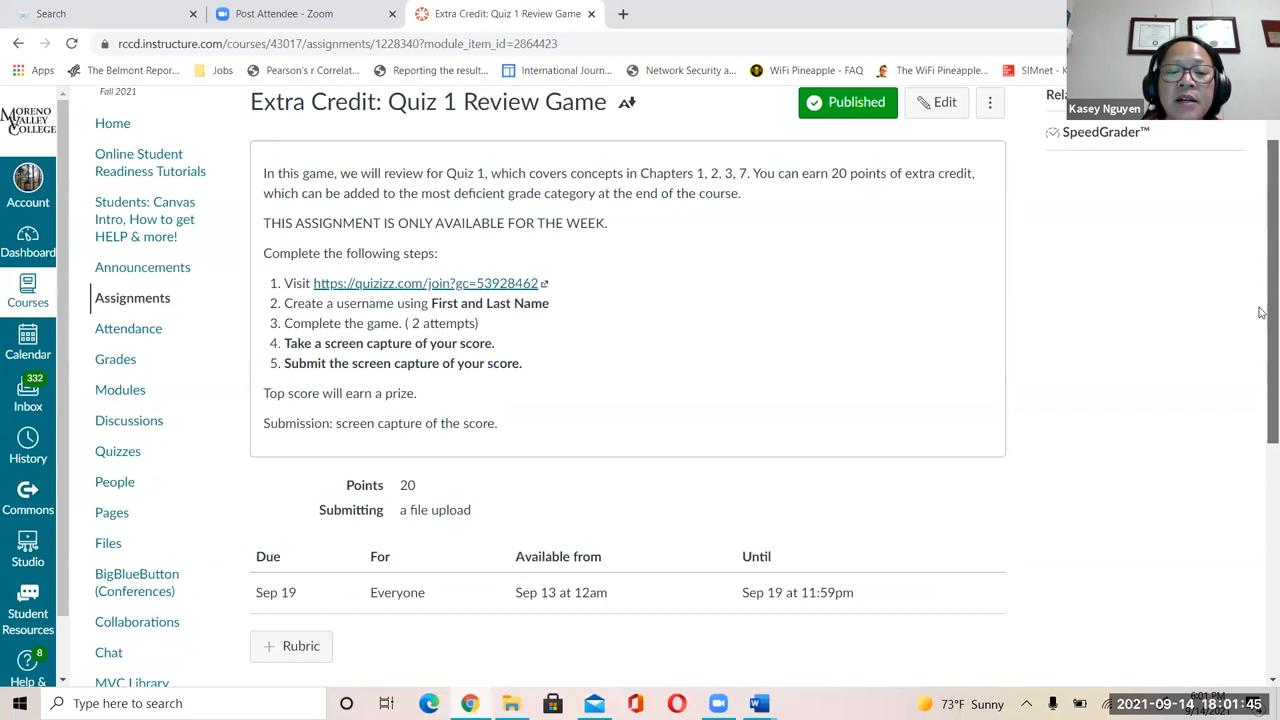 Search
Post Attendee - Zoom
Extra Credit: Quiz 1 Review Game
rccd.instructure.com/courses/43017/assignments/1228340?module_item_id=2864423
Apps
The Belmont Repor...
Jobs
Pearson's r Correlat...
Reporting the result...
International Journ...
Network Security a...
WiFi Pineapple - FAQ
The WiFi Pineapple...
SIMnet - K
Kasey Nguyen
MORENO
VALLEY
COLLEGE
Account
Dashboard
Courses
Calendar
332
Inbox
History
Commons
Studio
Student
Resources
8
Help &
Fall 2021
Home
Online Student
Readiness Tutorials
Students: Canvas
Intro, How to get
HELP & more!
Announcements
Assignments
Attendance
Grades
Modules
Discussions
Quizzes
People
Pages
Files
BigBlueButton
(Conferences)
Collaborations
Chat
MVC Library
Extra Credit: Quiz 1 Review Game
Published
Edit
SpeedGrader™
In this game, we will review for Quiz 1, which covers concepts in Chapters 1, 2, 3, 7. You can earn 20 points of extra credit,
which can be added to the most deficient grade category at the end of the course.
THIS ASSIGNMENT IS ONLY AVAILABLE FOR THE WEEK.
Complete the following steps:
1. Visit https://quizizz.com/join?gc=53928462
2. Create a username using First and Last Name
3. Complete the game. ( 2 attempts)
4. Take a screen capture of your score.
5. Submit the screen capture of your score.
Top score will earn a prize.
Submission: screen capture of the score.
Points 20
Submitting a file upload
Due For Available from Until
Sep 19 Everyone Sep 13 at 12am Sep 19 at 11:59pm
+ Rubric
Type here to search
73°F Sunny
6:01 PM
2021-09-14 18:01:45
9/14/2021